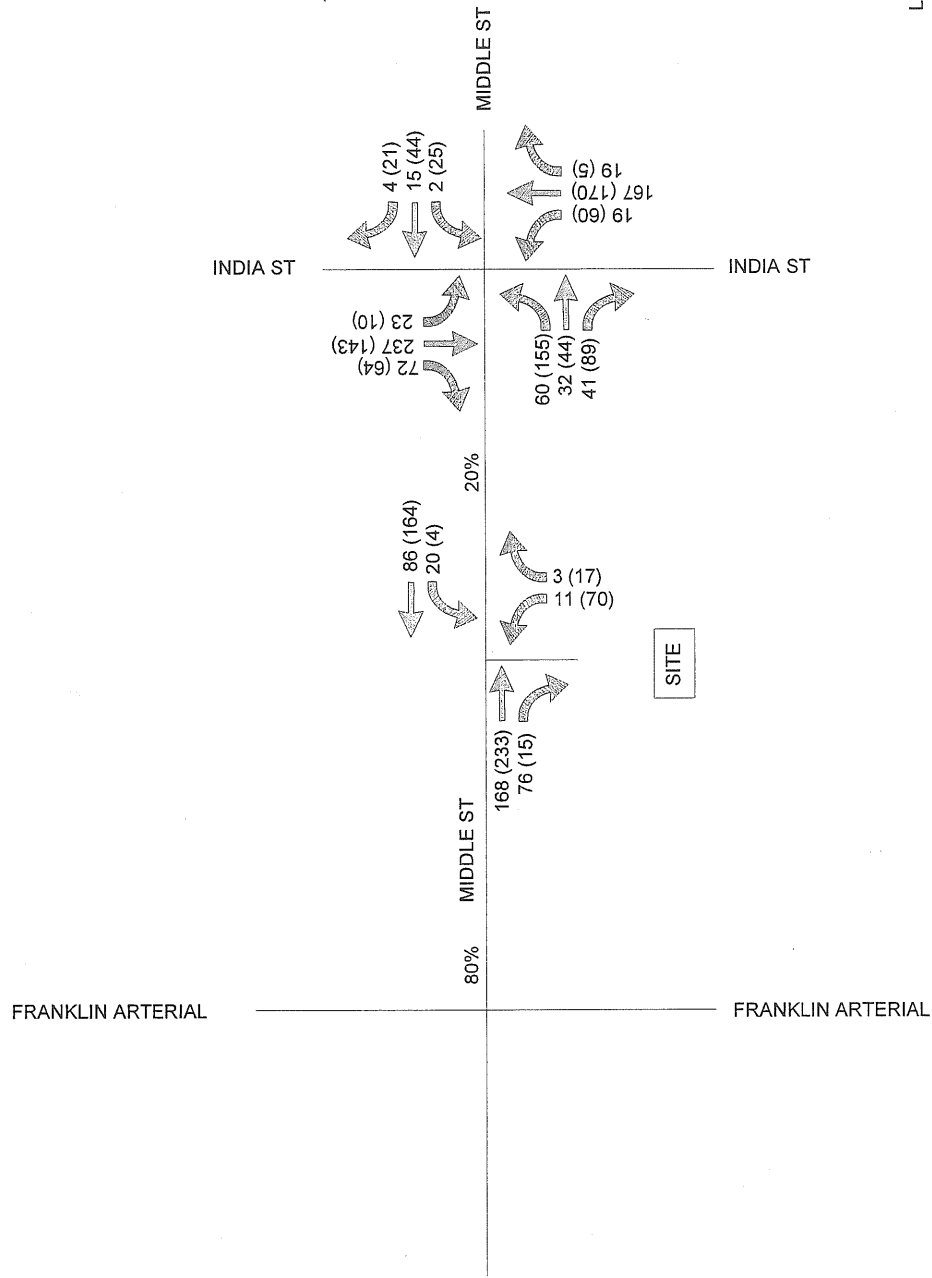 MIDDLE ST
4 (21)
15 (44)
2 (25)
19 (5)
167 (170)
19 (60)
INDIA ST
INDIA ST
23 (10)
237 (143)
72 (64)
60 (155)
32 (44)
41 (89)
20%
86 (164)
20 (4)
3 (17)
11 (70)
SITE
168 (233)
76 (15)
MIDDLE ST
80%
FRANKLIN ARTERIAL
FRANKLIN ARTERIAL
L